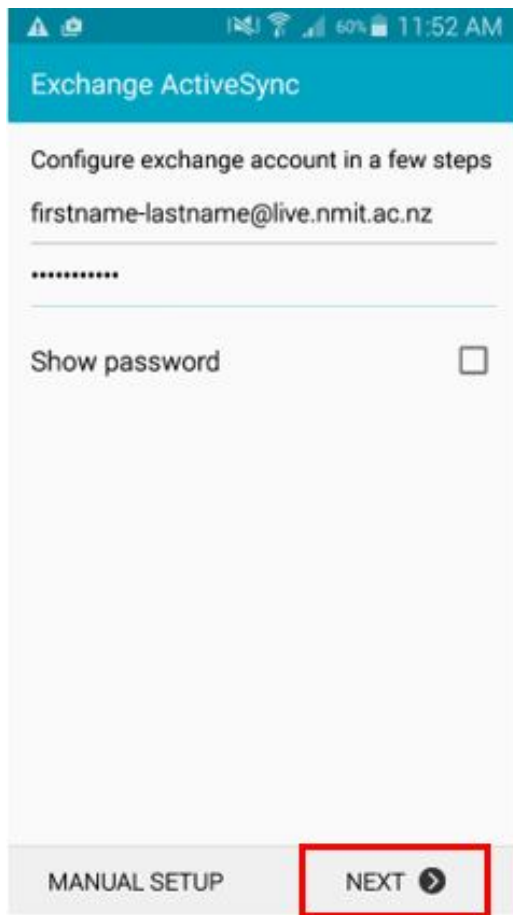 60% 11:52 AM
Exchange ActiveSync
Configure exchange account in a few steps
firstname-lastname@live.nmit.ac.nz
•••••••••••
Show password
MANUAL SETUP NEXT